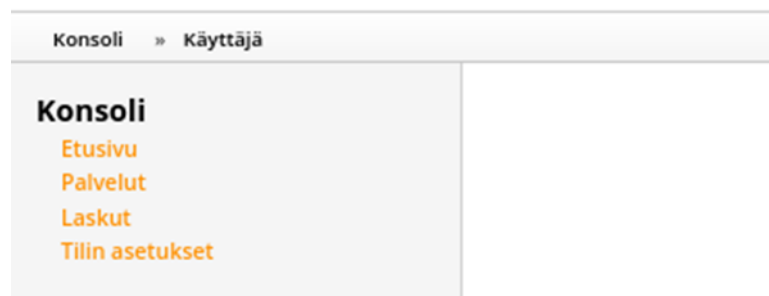 Konsoli » Käyttäjä
Konsoli
Etusivu
Palvelut
Laskut
Tilin asetukset